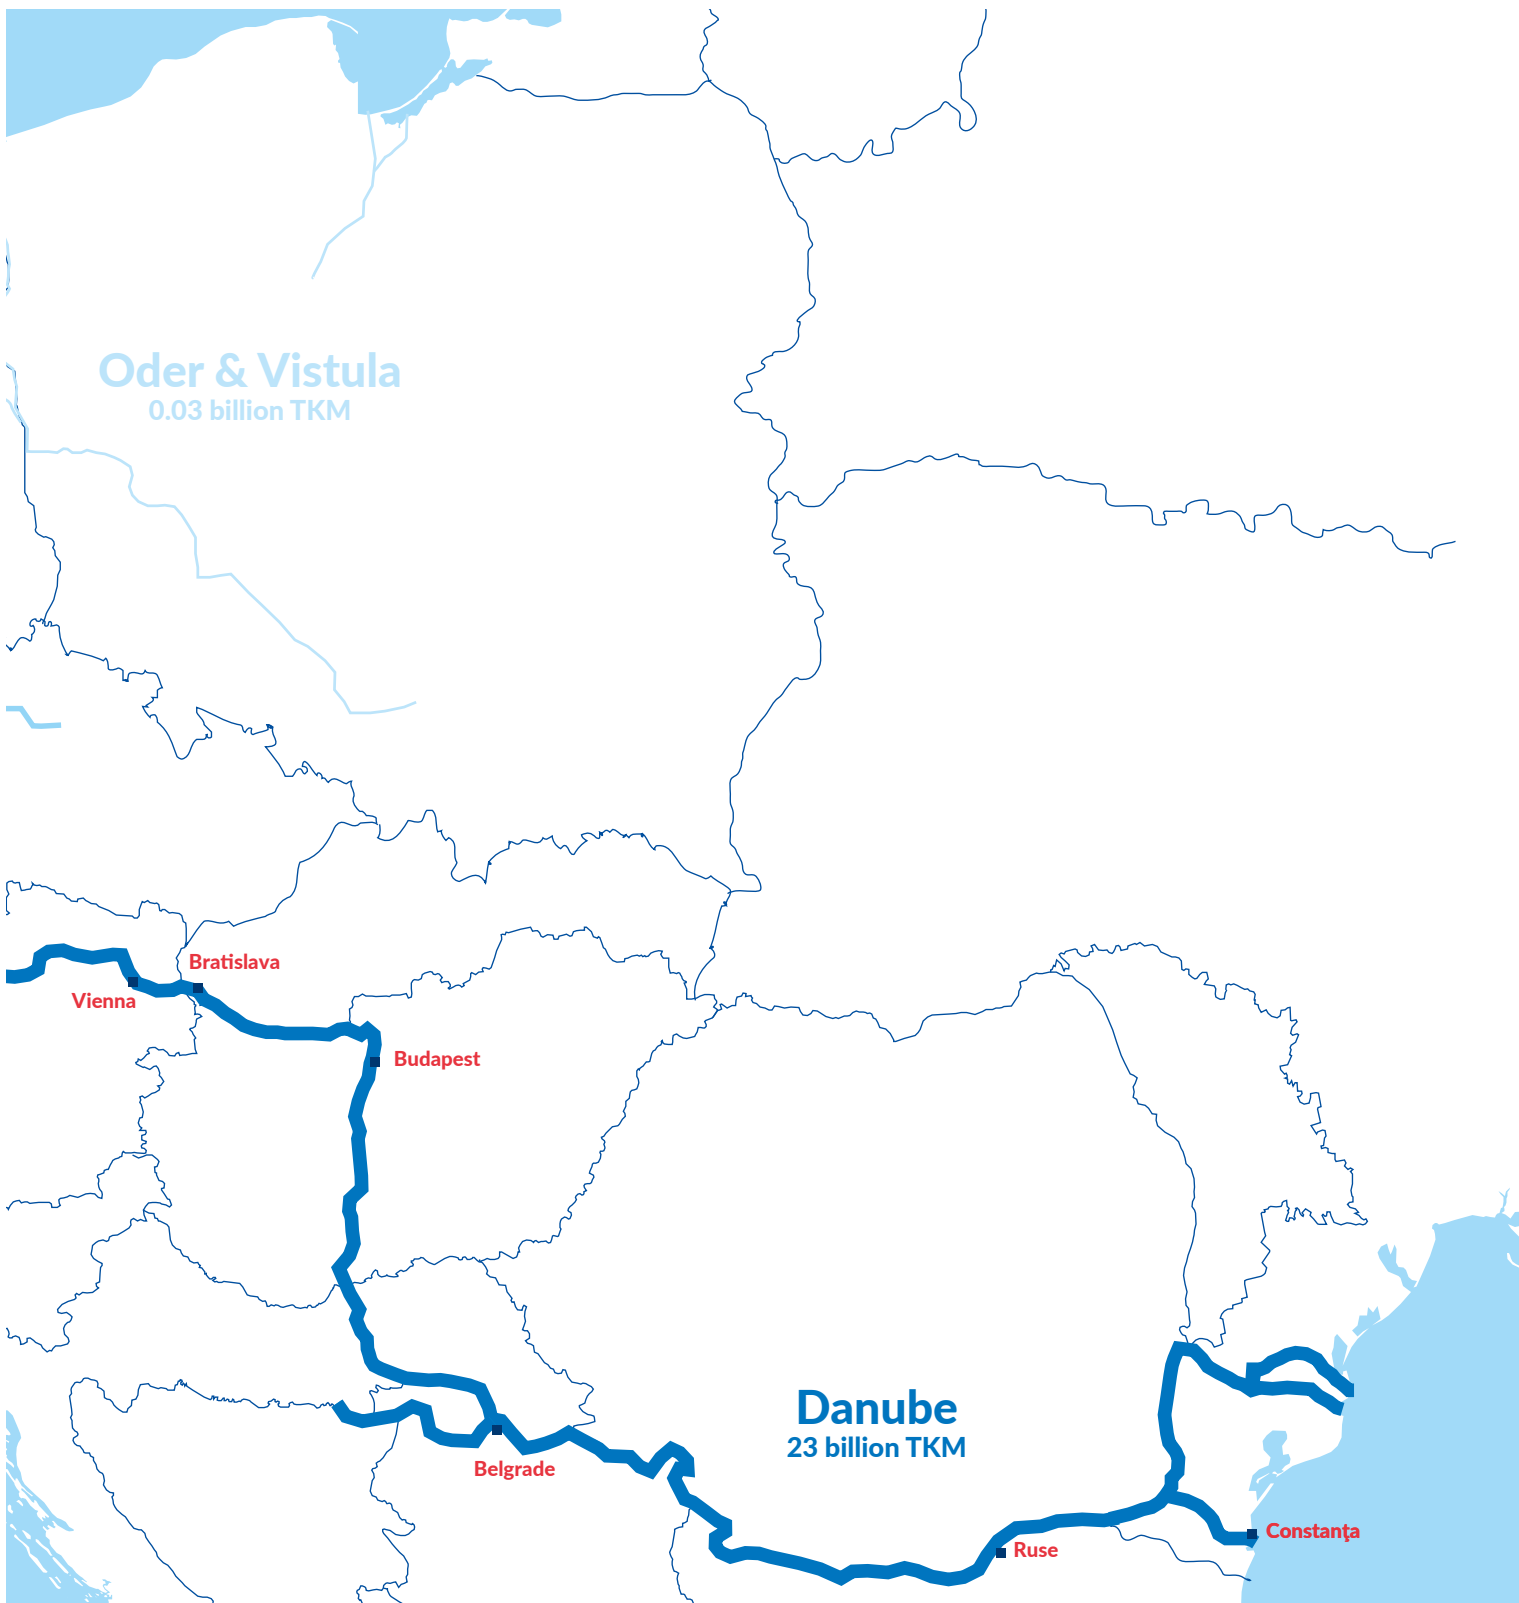 Oder & Vistula
0.03 billion TKM
Bratislava
Vienna
Budapest
Danube
23 billion TKM
Belgrade
Constanţa
Ruse